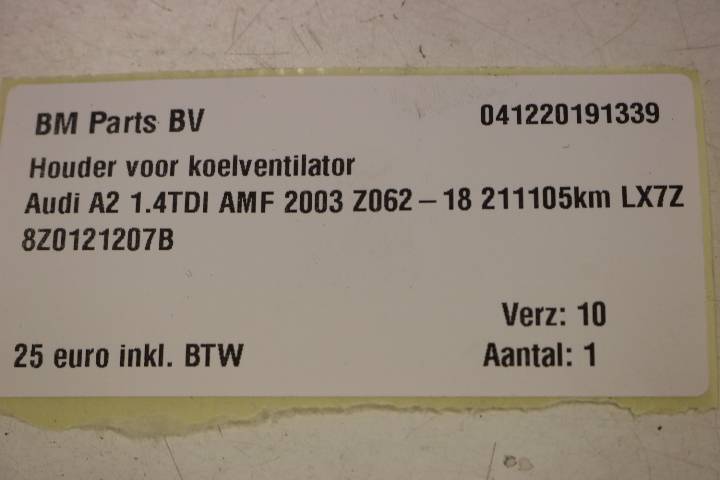 BM Parts BV 041220191339
Houder voor koelventilator
Audi A2 1.4TDI AMF 2003 Z062-18 211105km LX7Z
8Z0121207B
Verz: 10
25 euro inkl. BTW Aantal: 1